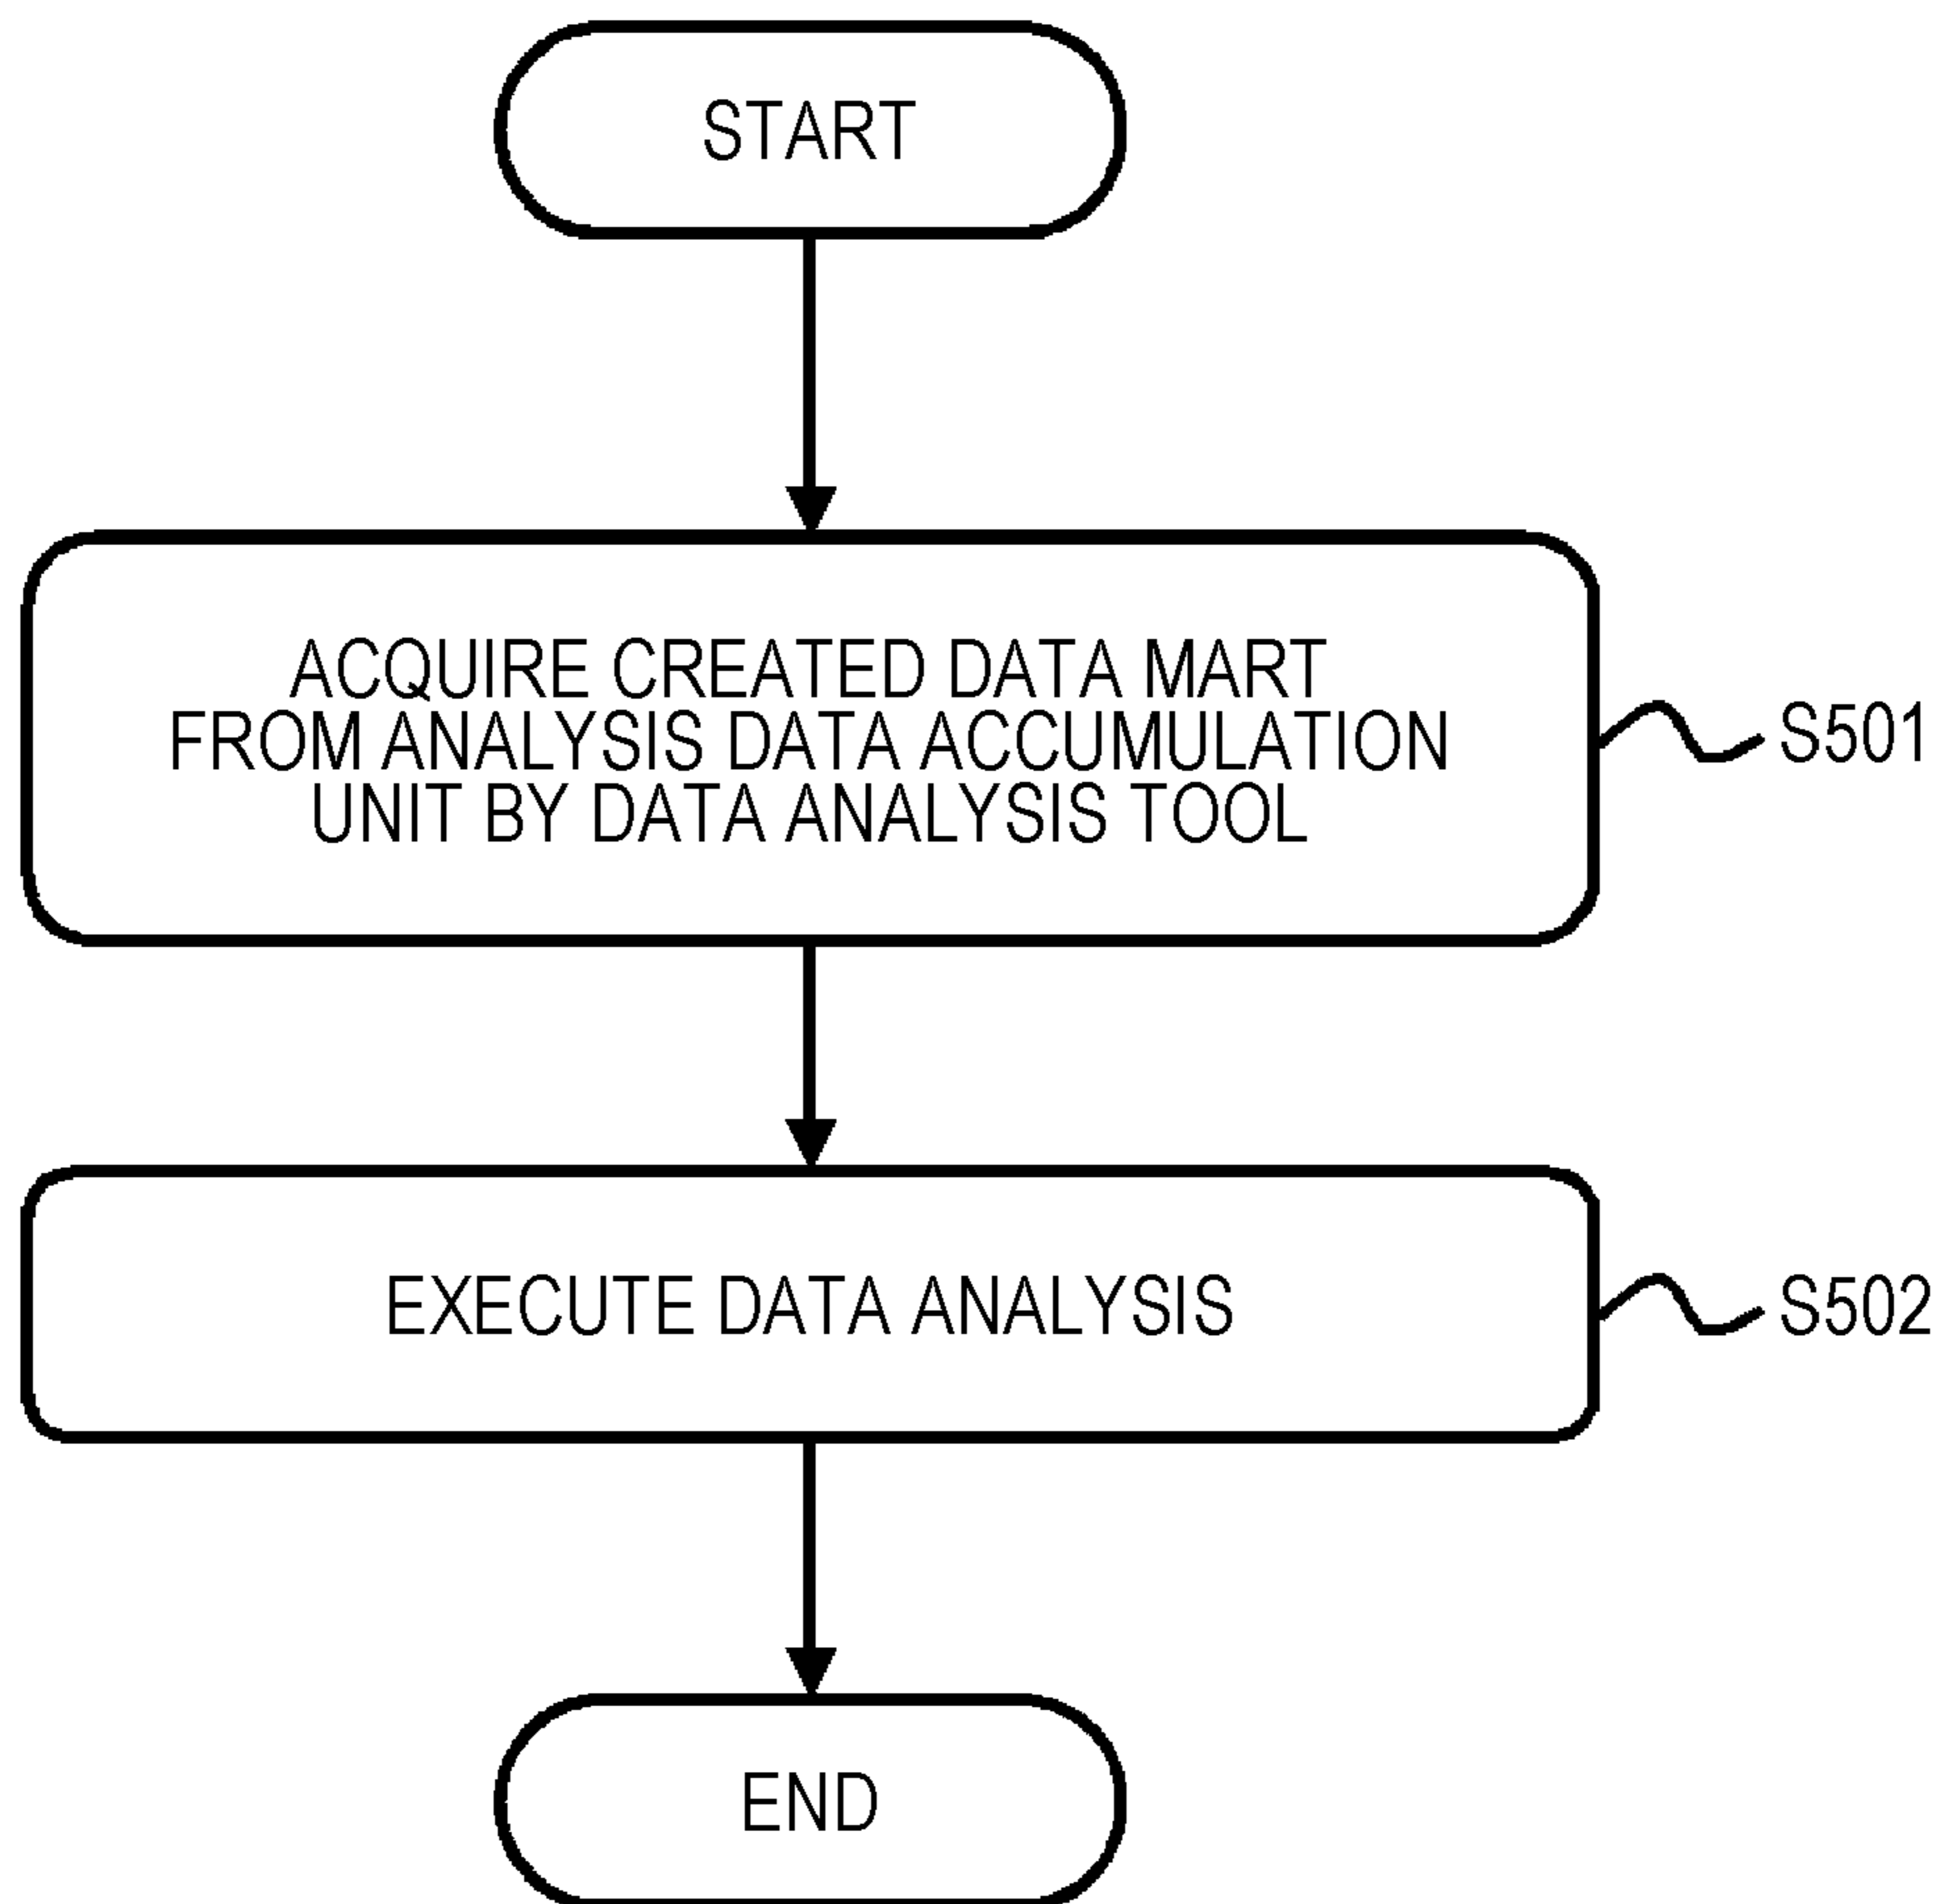 START
ACQUIRE CREATED DATA MART
FROM ANALYSIS DATA ACCUMULATION
UNIT BY DATA ANALYSIS TOOL
S501
EXECUTE DATA ANALYSIS
S502
END